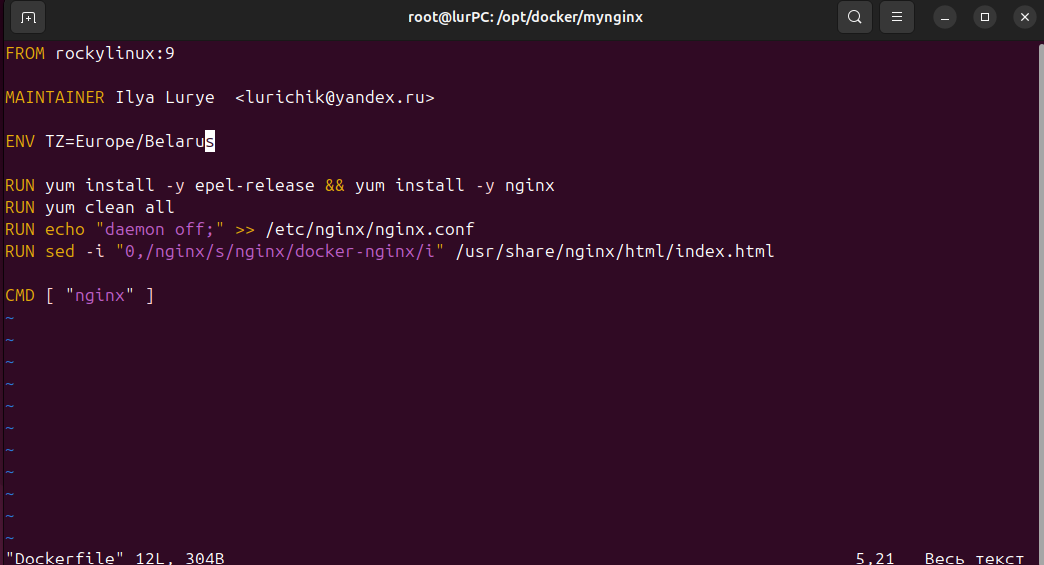 root@lurPC: /opt/docker/mynginx
FROM rockylinux:9
MAINTAINER Ilya Lurye  <lurichik@yandex.ru>
ENV TZ=Europe/Belarus
RUN yum install -y epel-release && yum install -y nginx
RUN yum clean all
RUN echo "daemon off;" >> /etc/nginx/nginx.conf
RUN sed -i "0,/nginx/s/nginx/docker-nginx/i" /usr/share/nginx/html/index.html
CMD [ "nginx" ]
~
~
~
~
~
~
~
~
~
~
~
"Dockerfile" 12L, 304B 5,21 Весь текст